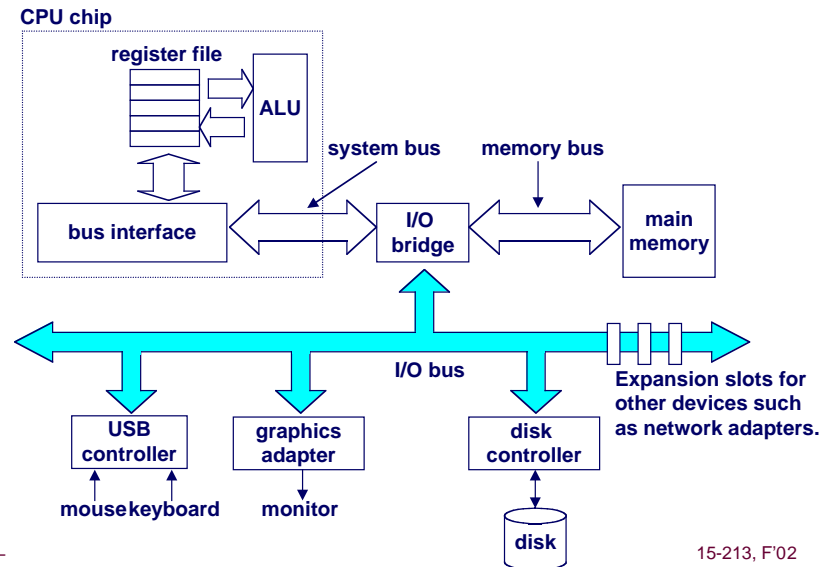 CPU chip
register file
ALU
system bus
memory bus
bus interface
I/O
bridge
main
memory
I/O bus
Expansion slots for
other devices such
as network adapters.
USB
controller
graphics
adapter
disk
controller
mouse
keyboard
monitor
disk
15-213, F'02